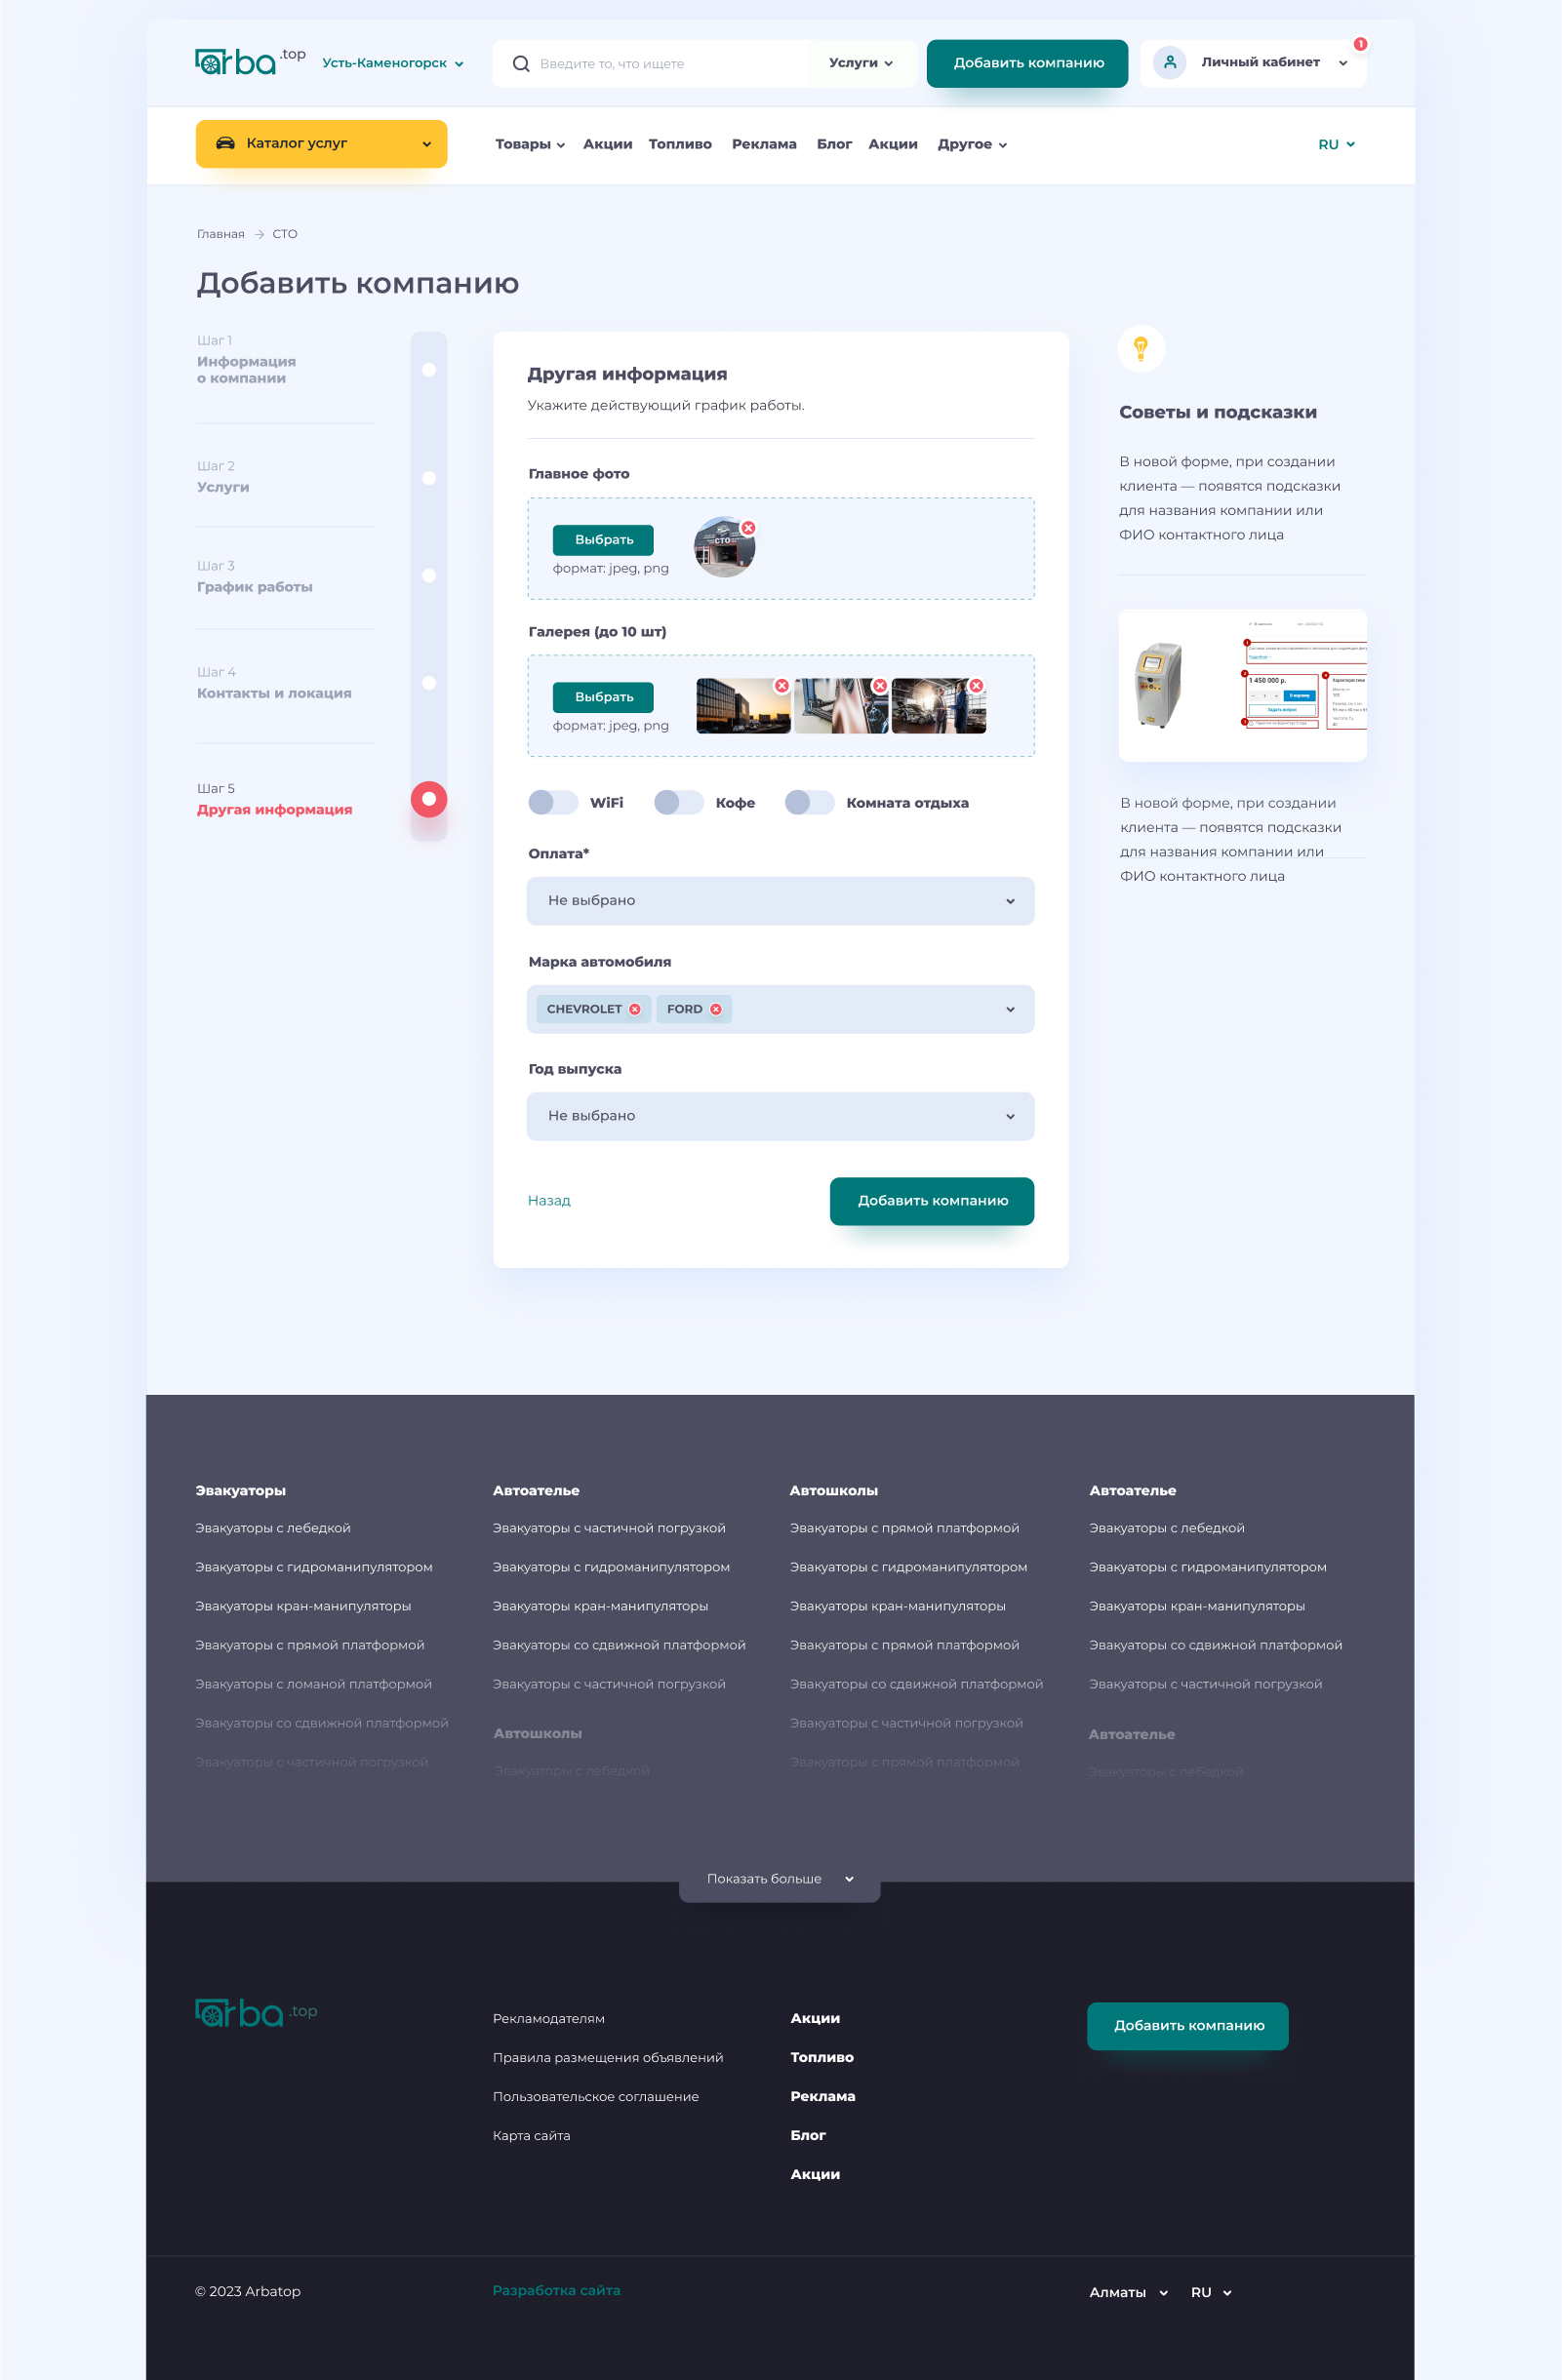 arba .top
Усть-Каменогорск
Введите то, что ищете
Услуги
Добавить компанию
Личный кабинет
1
Каталог услуг
Товары
Акции
Топливо
Реклама
Блог
Акции
Другое
RU
Главная
СТО
Добавить компанию
Шаг 1
Информация
о компании
Шаг 2
Услуги
Шаг 3
График работы
Шаг 4
Контакты и локация
Шаг 5
Другая информация
Другая информация
Укажите действующий график работы.
Главное фото
Выбрать
формат: jpeg, png
СТО
Галерея (до 10 шт)
Выбрать
формат: jpeg, png
WiFi
Кофе
Комната отдыха
Оплата*
Не выбрано
Марка автомобиля
CHEVROLET
FORD
Год выпуска
Не выбрано
Назад
Добавить компанию
Советы и подсказки
В новой форме, при создании
клиента — появятся подсказки
для названия компании или
ФИО контактного лица
1 450 000 р.
В корзину
Задать вопрос
Характеристики
В новой форме, при создании
клиента — появятся подсказки
для названия компании или
ФИО контактного лица
Эвакуаторы
Эвакуаторы с лебедкой
Эвакуаторы с гидроманипулятором
Эвакуаторы кран-манипуляторы
Эвакуаторы с прямой платформой
Эвакуаторы с ломаной платформой
Эвакуаторы со сдвижной платформой
Эвакуаторы с частичной погрузкой
Автоателье
Эвакуаторы с частичной погрузкой
Эвакуаторы с гидроманипулятором
Эвакуаторы кран-манипуляторы
Эвакуаторы со сдвижной платформой
Эвакуаторы с частичной погрузкой
Автошколы
Эвакуаторы с лебедкой
Автошколы
Эвакуаторы с прямой платформой
Эвакуаторы с гидроманипулятором
Эвакуаторы кран-манипуляторы
Эвакуаторы с прямой платформой
Эвакуаторы со сдвижной платформой
Эвакуаторы с частичной погрузкой
Эвакуаторы с прямой платформой
Автоателье
Эвакуаторы с лебедкой
Эвакуаторы с гидроманипулятором
Эвакуаторы кран-манипуляторы
Эвакуаторы со сдвижной платформой
Эвакуаторы с частичной погрузкой
Автоателье
Эвакуаторы с лебедкой
Показать больше
arba .top
Рекламодателям
Правила размещения объявлений
Пользовательское соглашение
Карта сайта
Акции
Топливо
Реклама
Блог
Акции
Добавить компанию
© 2023 Arbatop
Разработка сайта
Алматы
RU